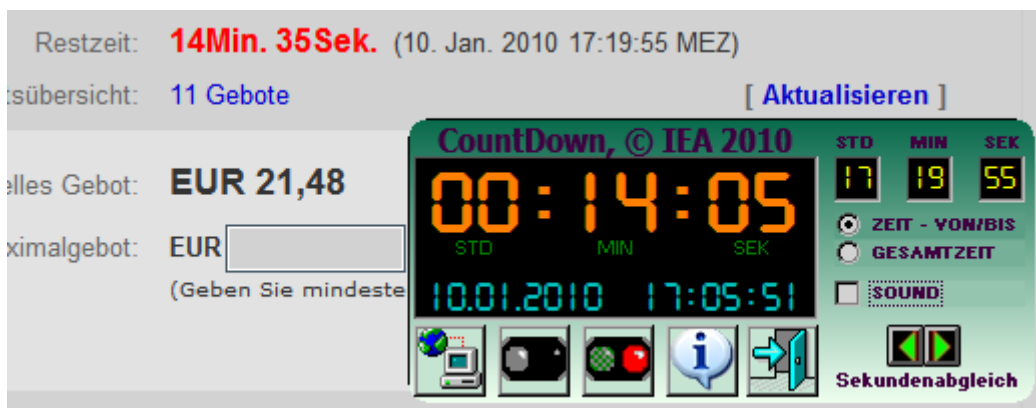 Restzeit: 14Min. 35Sek. (10. Jan. 2010 17:19:55 MEZ)
tsübersicht: 11 Gebote [ Aktualisieren ]
elles Gebot: EUR 21,48
ximalgebot: EUR
(Geben Sie mindeste
CountDown, © IEA 2010
00:14:05
STD MIN SEK
10.01.2010 17:05:51
STD MIN SEK
17 19 55
ZEIT - VON/BIS
GESAMTZEIT
SOUND
Sekundenabgleich